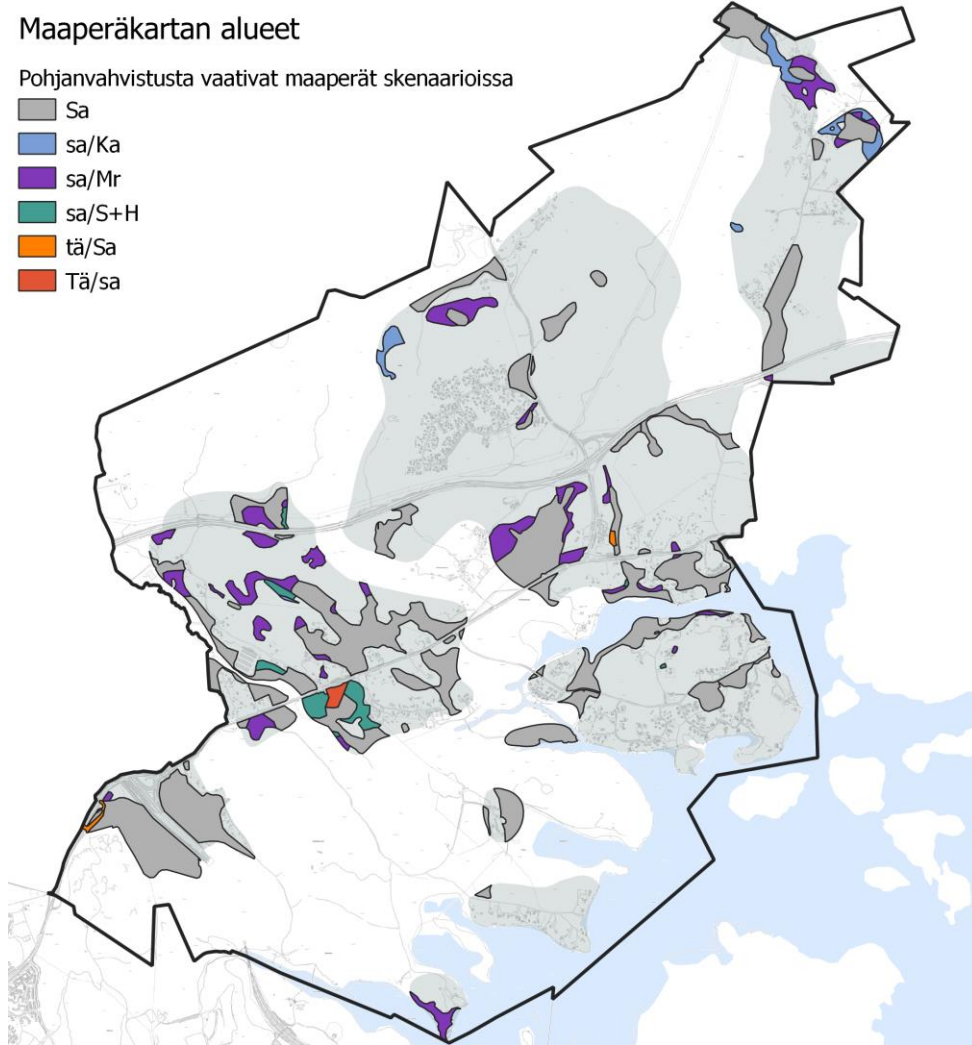 Maaperäkartan alueet
Pohjanvahvistusta vaativat maaperät skenaarioissa
Sa
sa/Ka
sa/Mr
sa/S+H
tä/Sa
Tä/sa